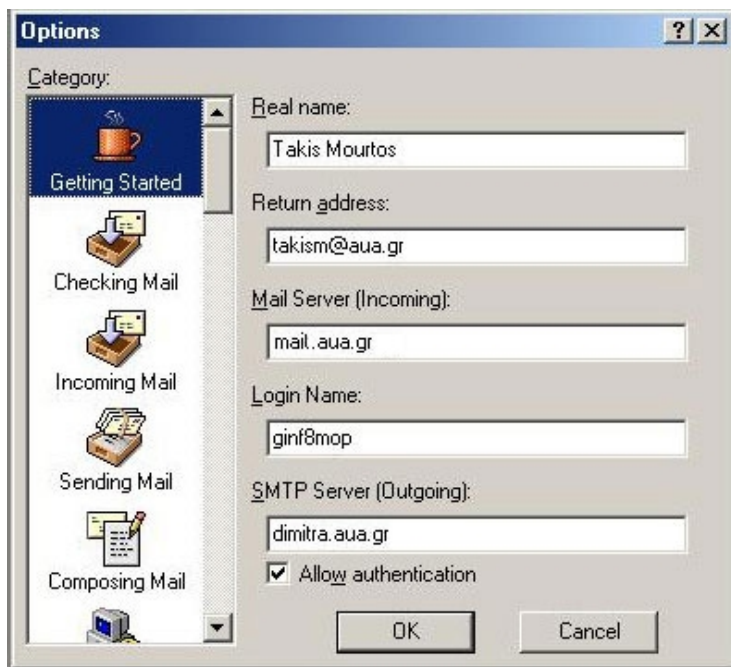 Options
Category:
Getting Started
Checking Mail
Incoming Mail
Sending Mail
Composing Mail
Real name:
Takis Mourtos
Return address:
takism@aua.gr
Mail Server (Incoming):
mail.aua.gr
Login Name:
ginf8mop
SMTP Server (Outgoing):
dimitra.aua.gr
Allow authentication
OK
Cancel